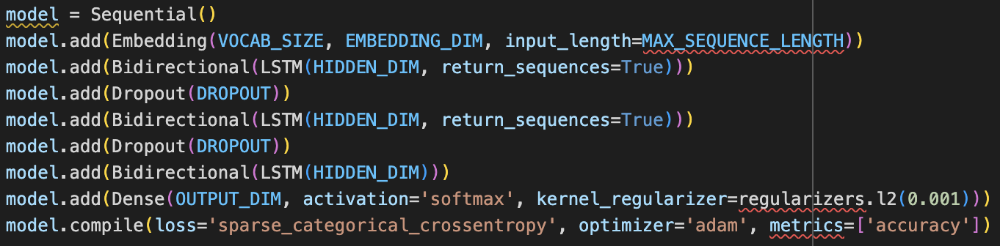 model = Sequential()
model.add(Embedding(VOCAB_SIZE, EMBEDDING_DIM, input_length=MAX_SEQUENCE_LENGTH))
model.add(Bidirectional(LSTM(HIDDEN_DIM, return_sequences=True)))
model.add(Dropout(DROPOUT))
model.add(Bidirectional(LSTM(HIDDEN_DIM, return_sequences=True)))
model.add(Dropout(DROPOUT))
model.add(Bidirectional(LSTM(HIDDEN_DIM)))
model.add(Dense(OUTPUT_DIM, activation='softmax', kernel_regularizer=regularizers.l2(0.001)))
model.compile(loss='sparse_categorical_crossentropy', optimizer='adam', metrics=['accuracy'])